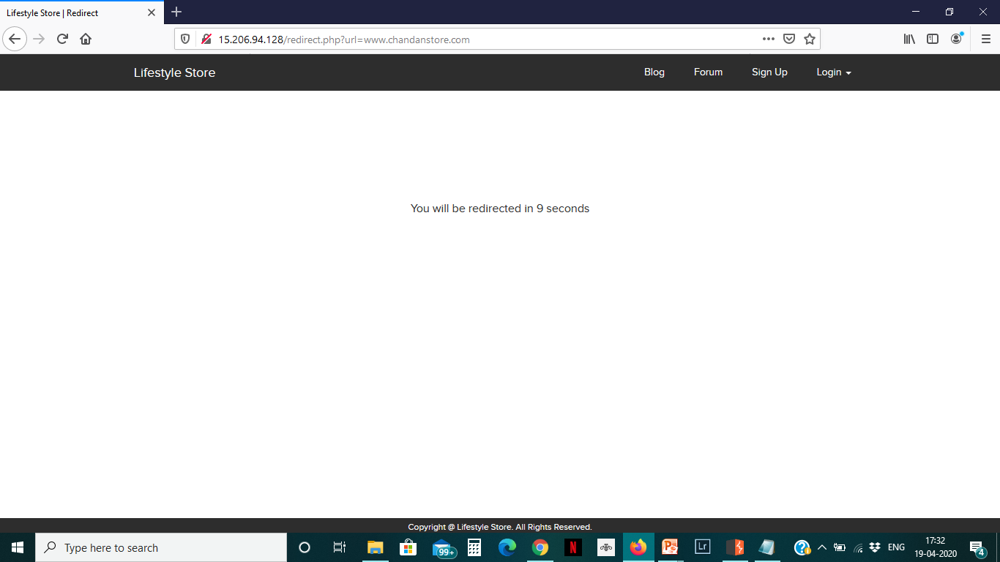 Lifestyle Store | Redirect
15.206.94.128/redirect.php?url=www.chandanstore.com
Lifestyle Store
Blog
Forum
Sign Up
Login
You will be redirected in 9 seconds
Copyright @ Lifestyle Store. All Rights Reserved.
Type here to search
99+
N
P
Lr
ENG
17:32
19-04-2020
4